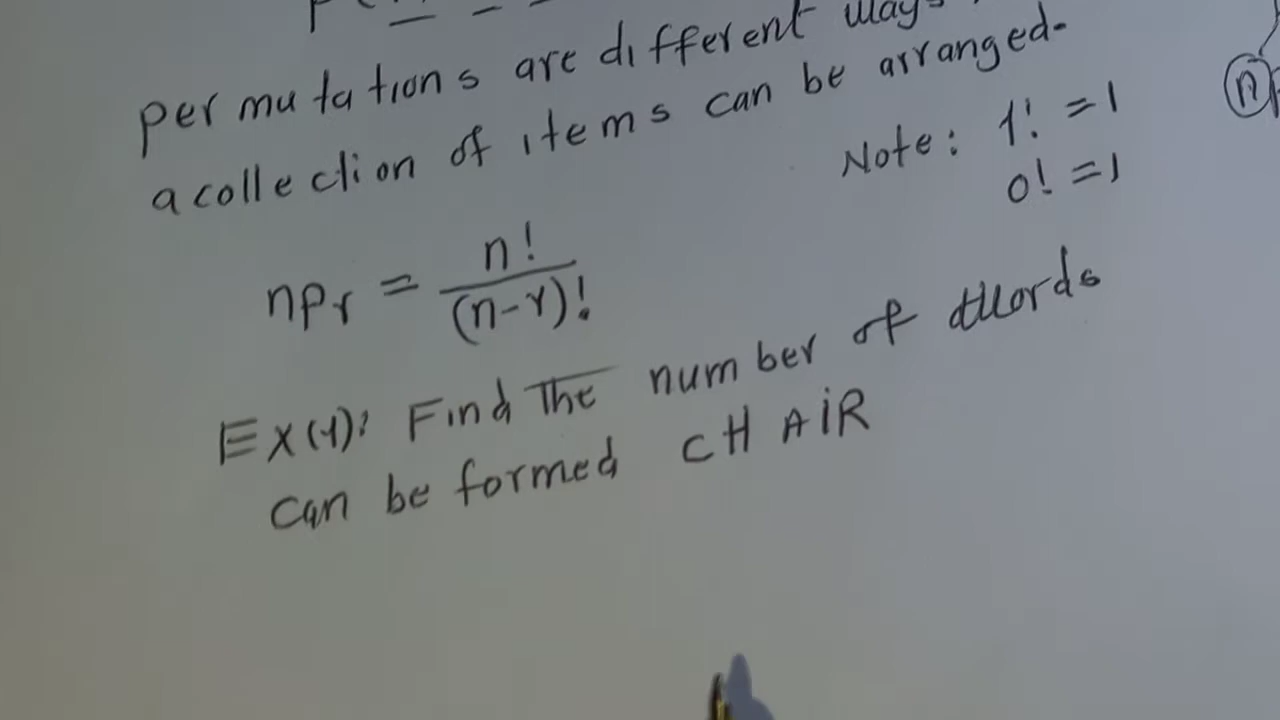 permutations are different ways
a collection of items can be arranged.
Note: 1! = 1
0! = 1
nPr = n! / (n-r)!
Ex(1): Find The number of words
can be formed CHAiR
n